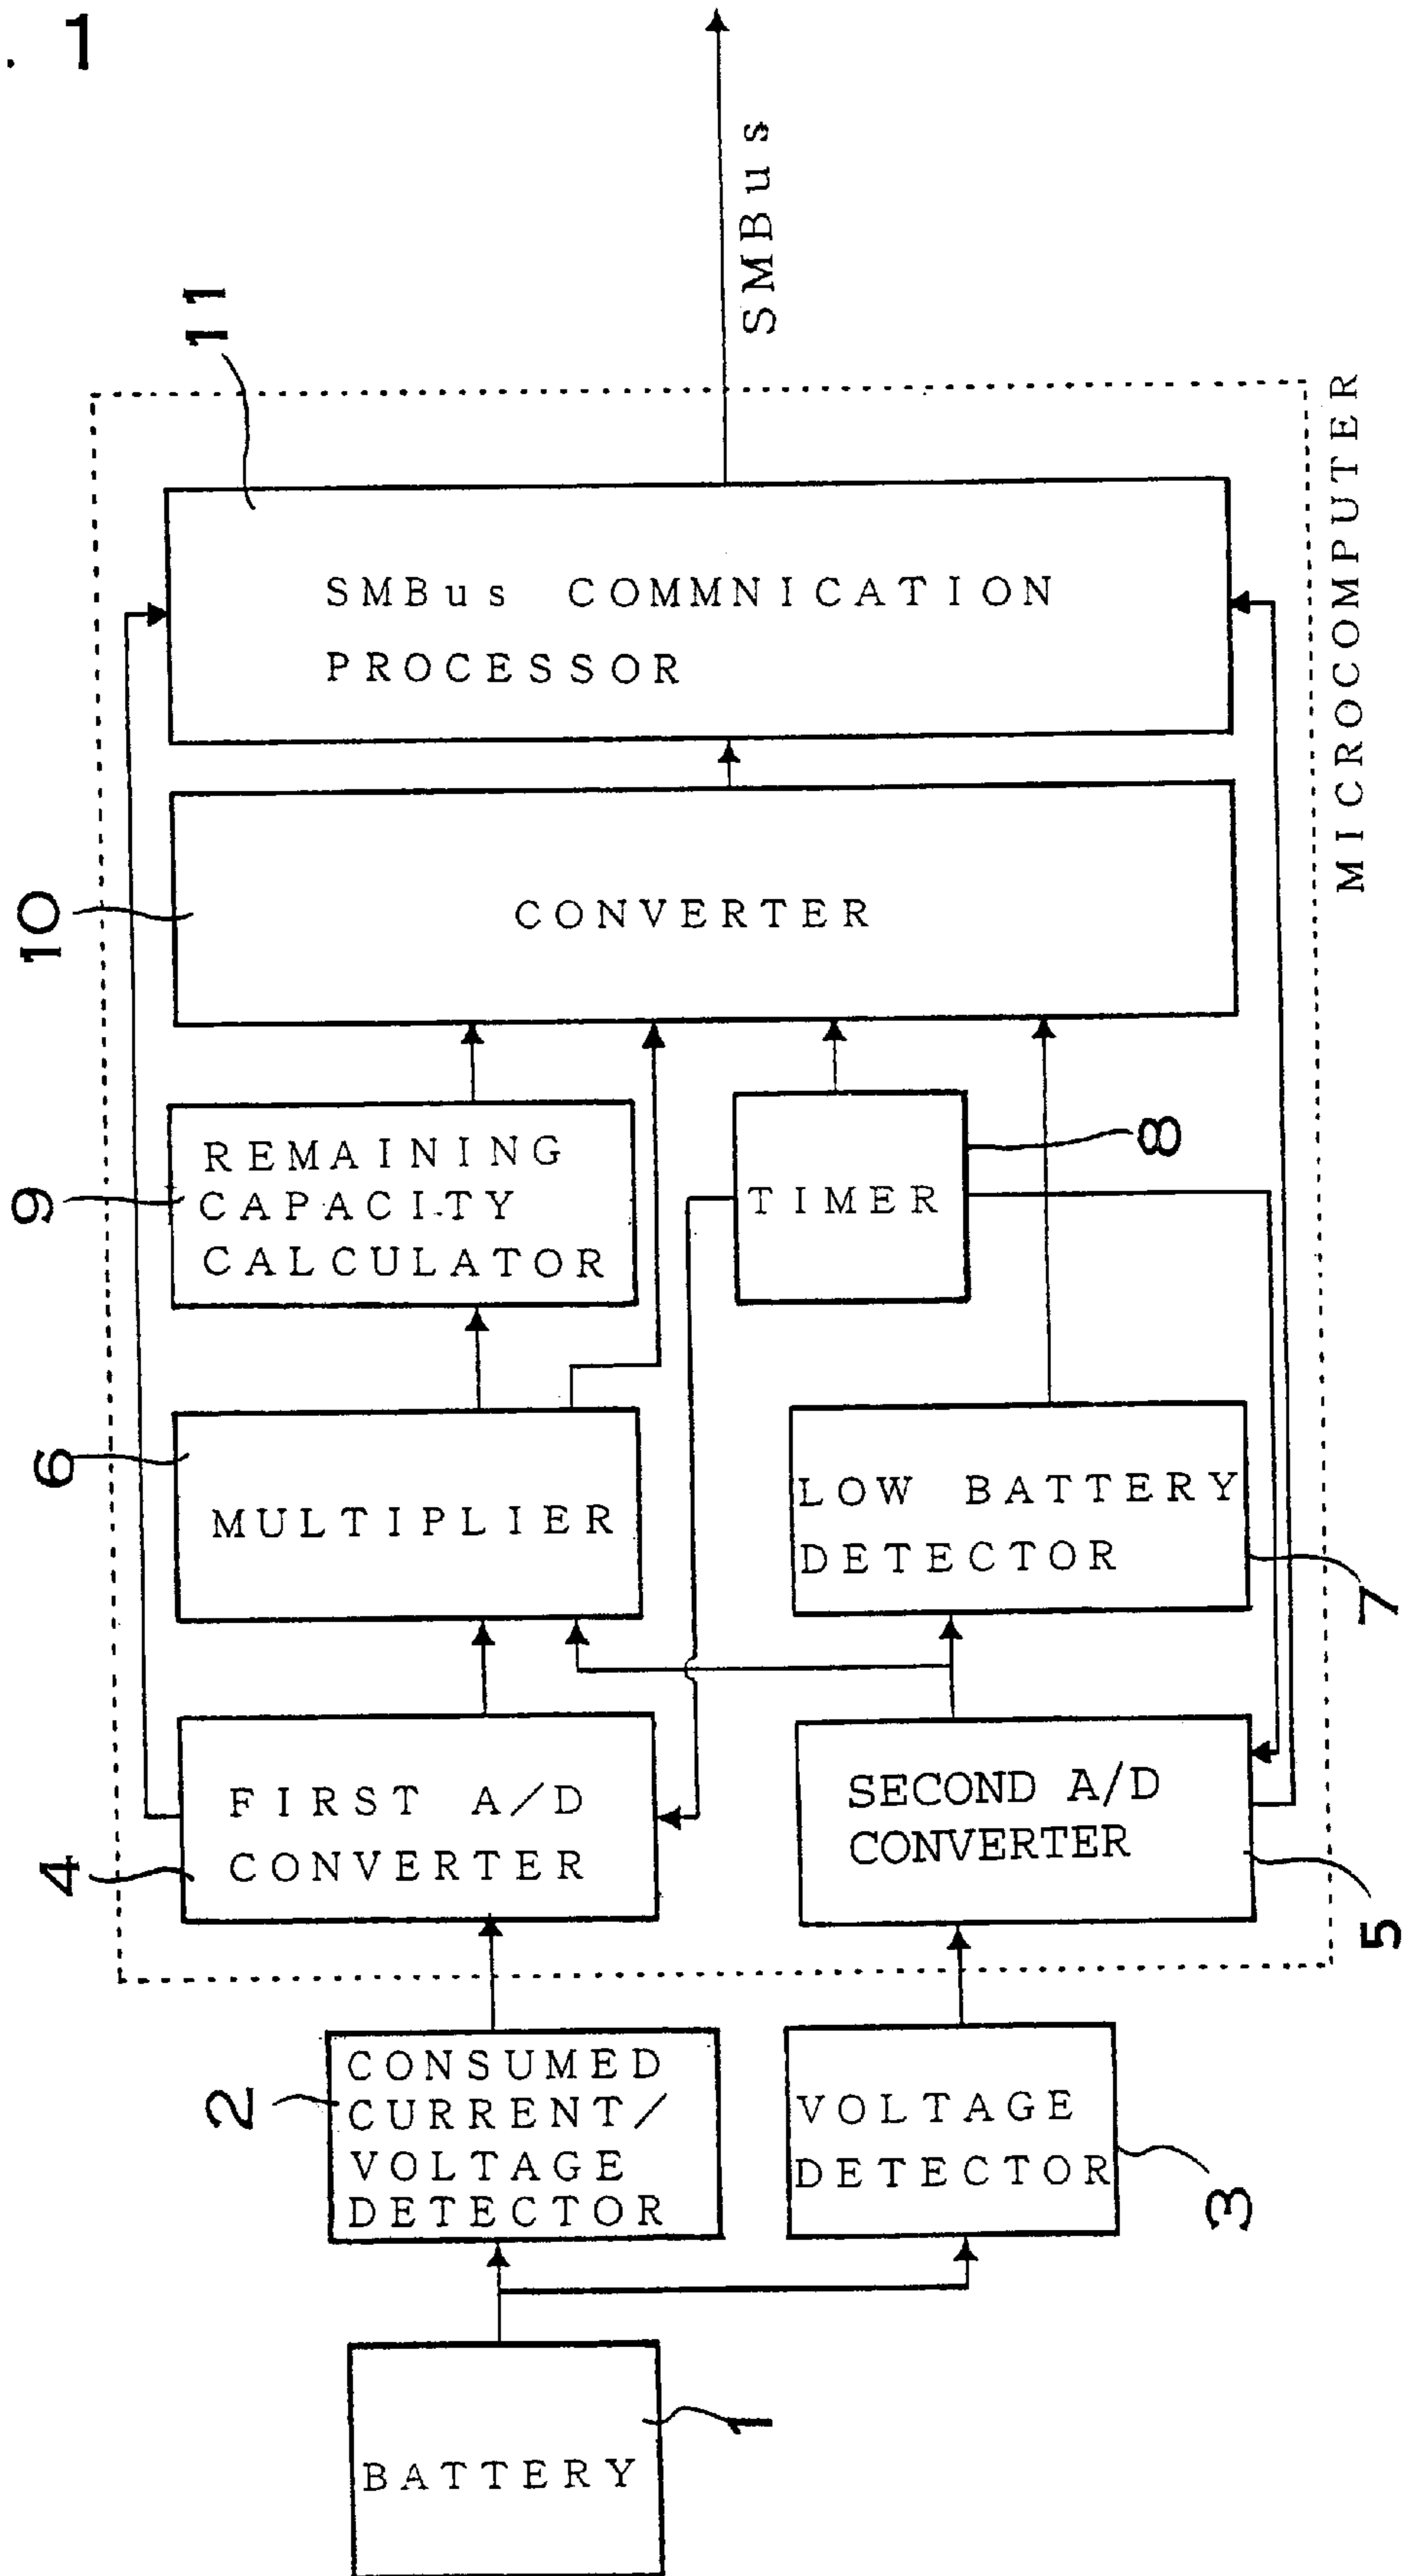 . 1
11
SMBus
SMBus COMMNICATION
PROCESSOR
MICROCOMPUTER
10
CONVERTER
9
REMAINING
CAPACITY
CALCULATOR
TIMER
8
6
MULTIPLIER
LOW BATTERY
DETECTOR
7
4
FIRST A/D
CONVERTER
SECOND A/D
CONVERTER
5
2
CONSUMED
CURRENT/
VOLTAGE
DETECTOR
VOLTAGE
DETECTOR
3
BATTERY
1